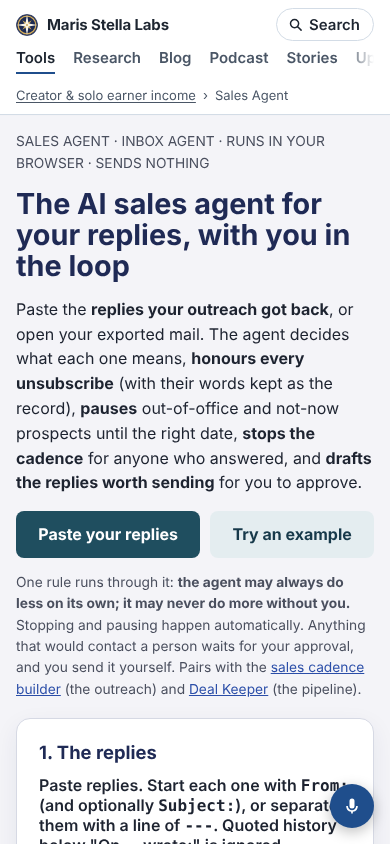 Maris Stella Labs
Search
Tools Research Blog Podcast Stories Up
Creator & solo earner income › Sales Agent
SALES AGENT · INBOX AGENT · RUNS IN YOUR
BROWSER · SENDS NOTHING
The AI sales agent for
your replies, with you in
the loop
Paste the replies your outreach got back, or
open your exported mail. The agent decides
what each one means, honours every
unsubscribe (with their words kept as the
record), pauses out-of-office and not-now
prospects until the right date, stops the
cadence for anyone who answered, and drafts
the replies worth sending for you to approve.
Paste your replies
Try an example
One rule runs through it: the agent may always do
less on its own; it may never do more without you.
Stopping and pausing happen automatically. Anything
that would contact a person waits for your approval,
and you send it yourself. Pairs with the sales cadence
builder (the outreach) and Deal Keeper (the pipeline).
1. The replies
Paste replies. Start each one with From:
(and optionally Subject:), or separate
them with a line of ---. Quoted history